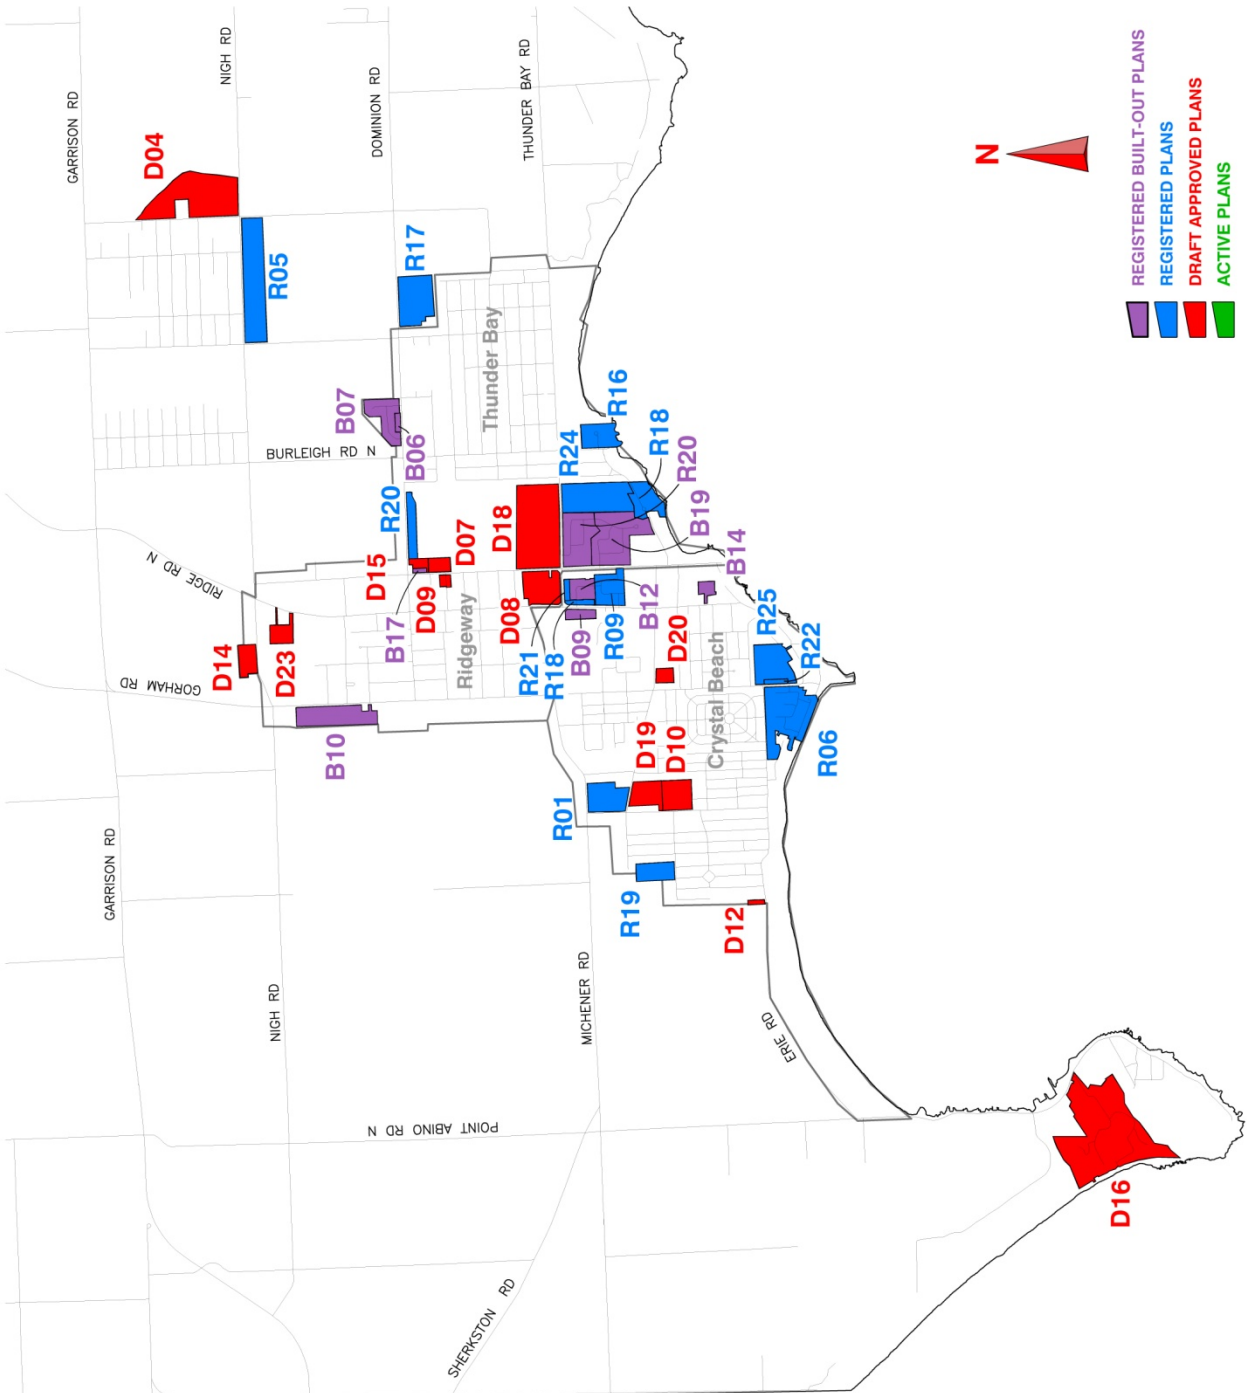 GARRISON RD
NIGH RD
DOMINION RD
THUNDER BAY RD
D04
R05
R17
Thunder Bay
B07
B06
BURLEIGH RD N
R16
R24
R18
R20
B19
B14
R20
D18
D15
D07
D09
B17
Ridgeway
D08
R21
R18
B09
B12
R09
RIDGE RD N
D14
D23
GORHAM RD
B10
D20
R25
R22
Crystal Beach
D19
D10
R06
R01
R19
D12
GARRISON RD
NIGH RD
MICHENER RD
ERIE RD
POINT ABINO RD N
SHERKSTON RD
D16
N
REGISTERED BUILT-OUT PLANS
REGISTERED PLANS
DRAFT APPROVED PLANS
ACTIVE PLANS